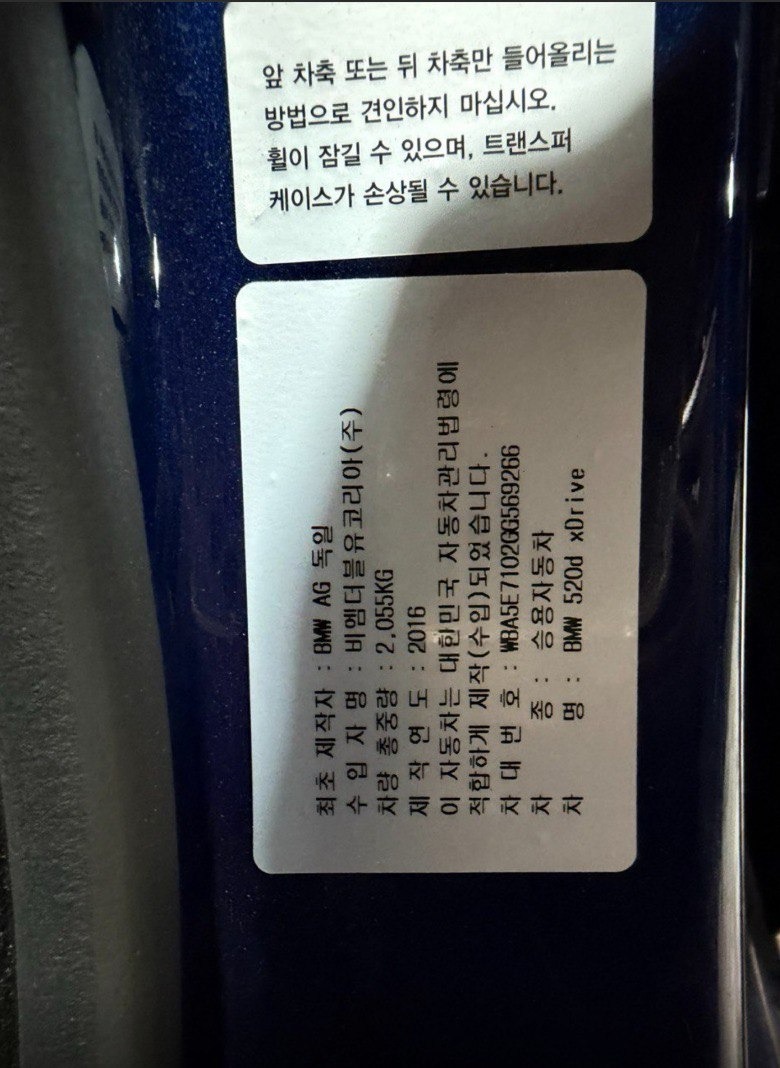 앞 차축 또는 뒤 차축만 들어올리는
방법으로 견인하지 마십시오.
휠이 잠길 수 있으며, 트랜스퍼
케이스가 손상될 수 있습니다.
최초 제작자 : BMW AG 독일
수 입 자 명 : 비엠더블유코리아(주)
차량 총중량 : 2,055KG
제 작 연 도 : 2016
이 자동차는 대한민국 자동차관리법령에
적합하게 제작(수입)되었습니다.
차 대 번 호 : WBA5E7102GG569266
차 종 : 승용자동차
차 명 : BMW 520d xDrive